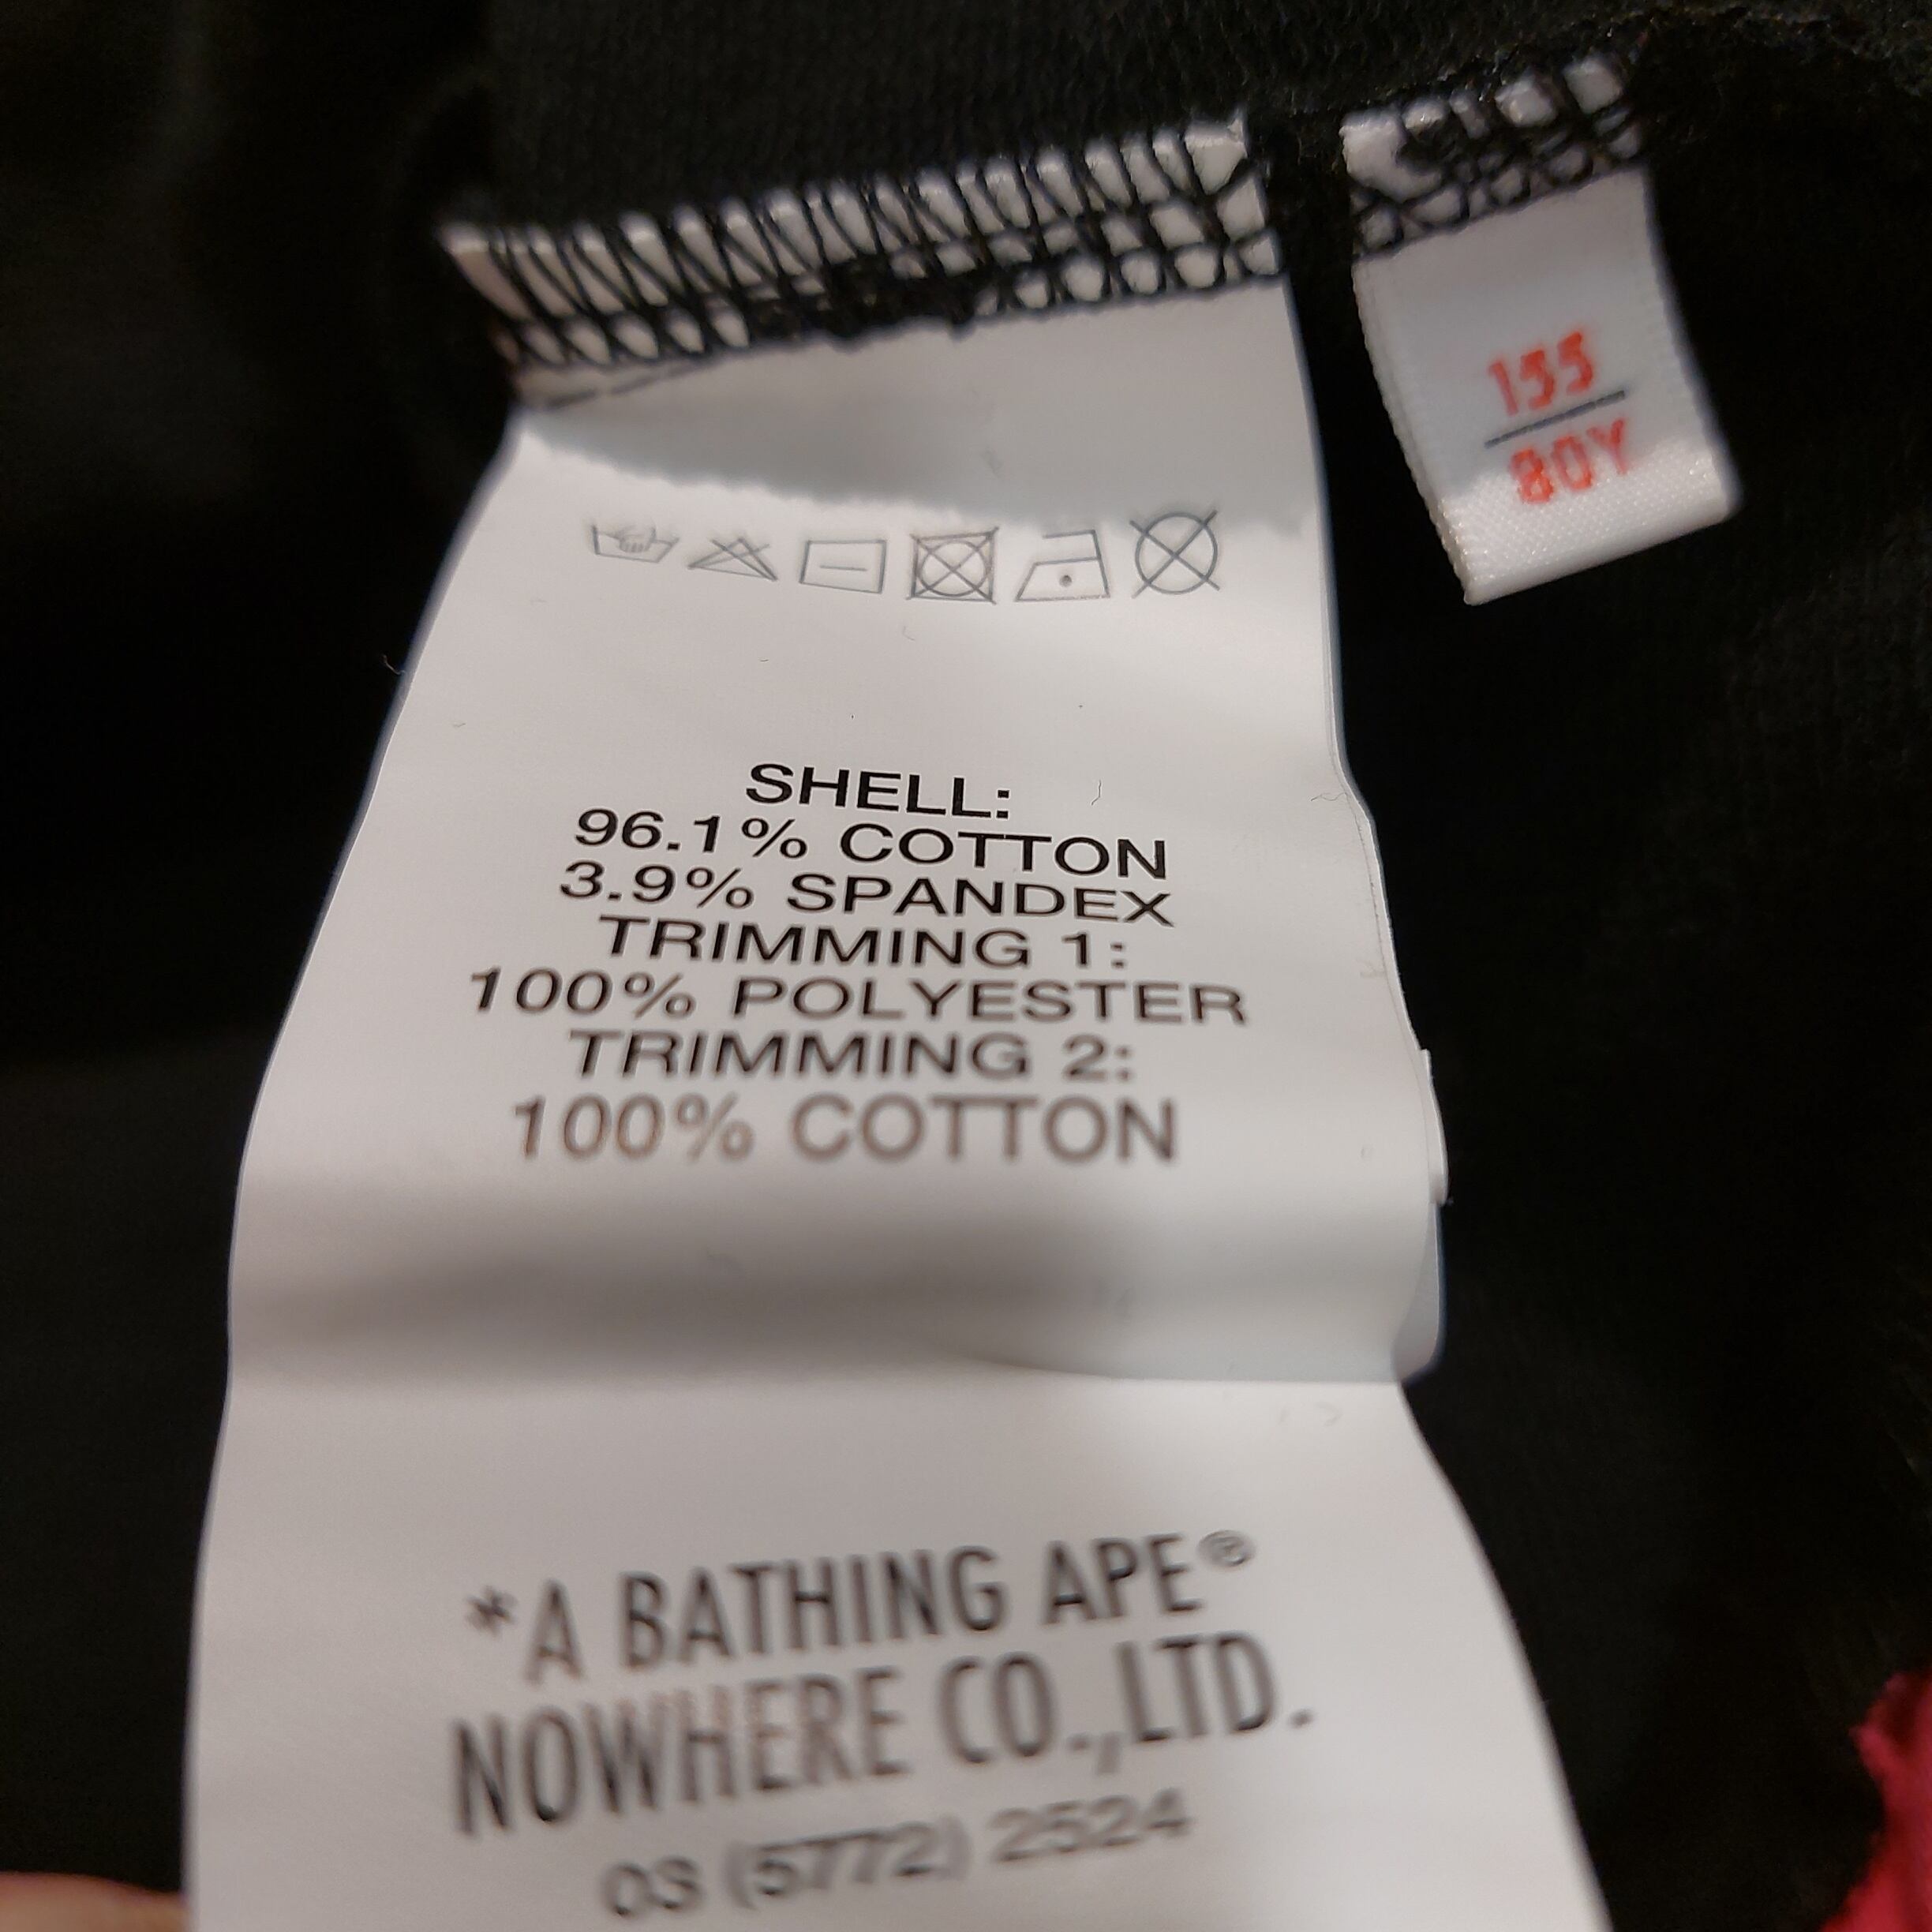 155
80Y
SHELL:
96.1% COTTON
3.9% SPANDEX
TRIMMING 1:
100% POLYESTER
TRIMMING 2:
100% COTTON
*A BATHING APE®
NOWHERE CO.,LTD.
03 (5772) 2524